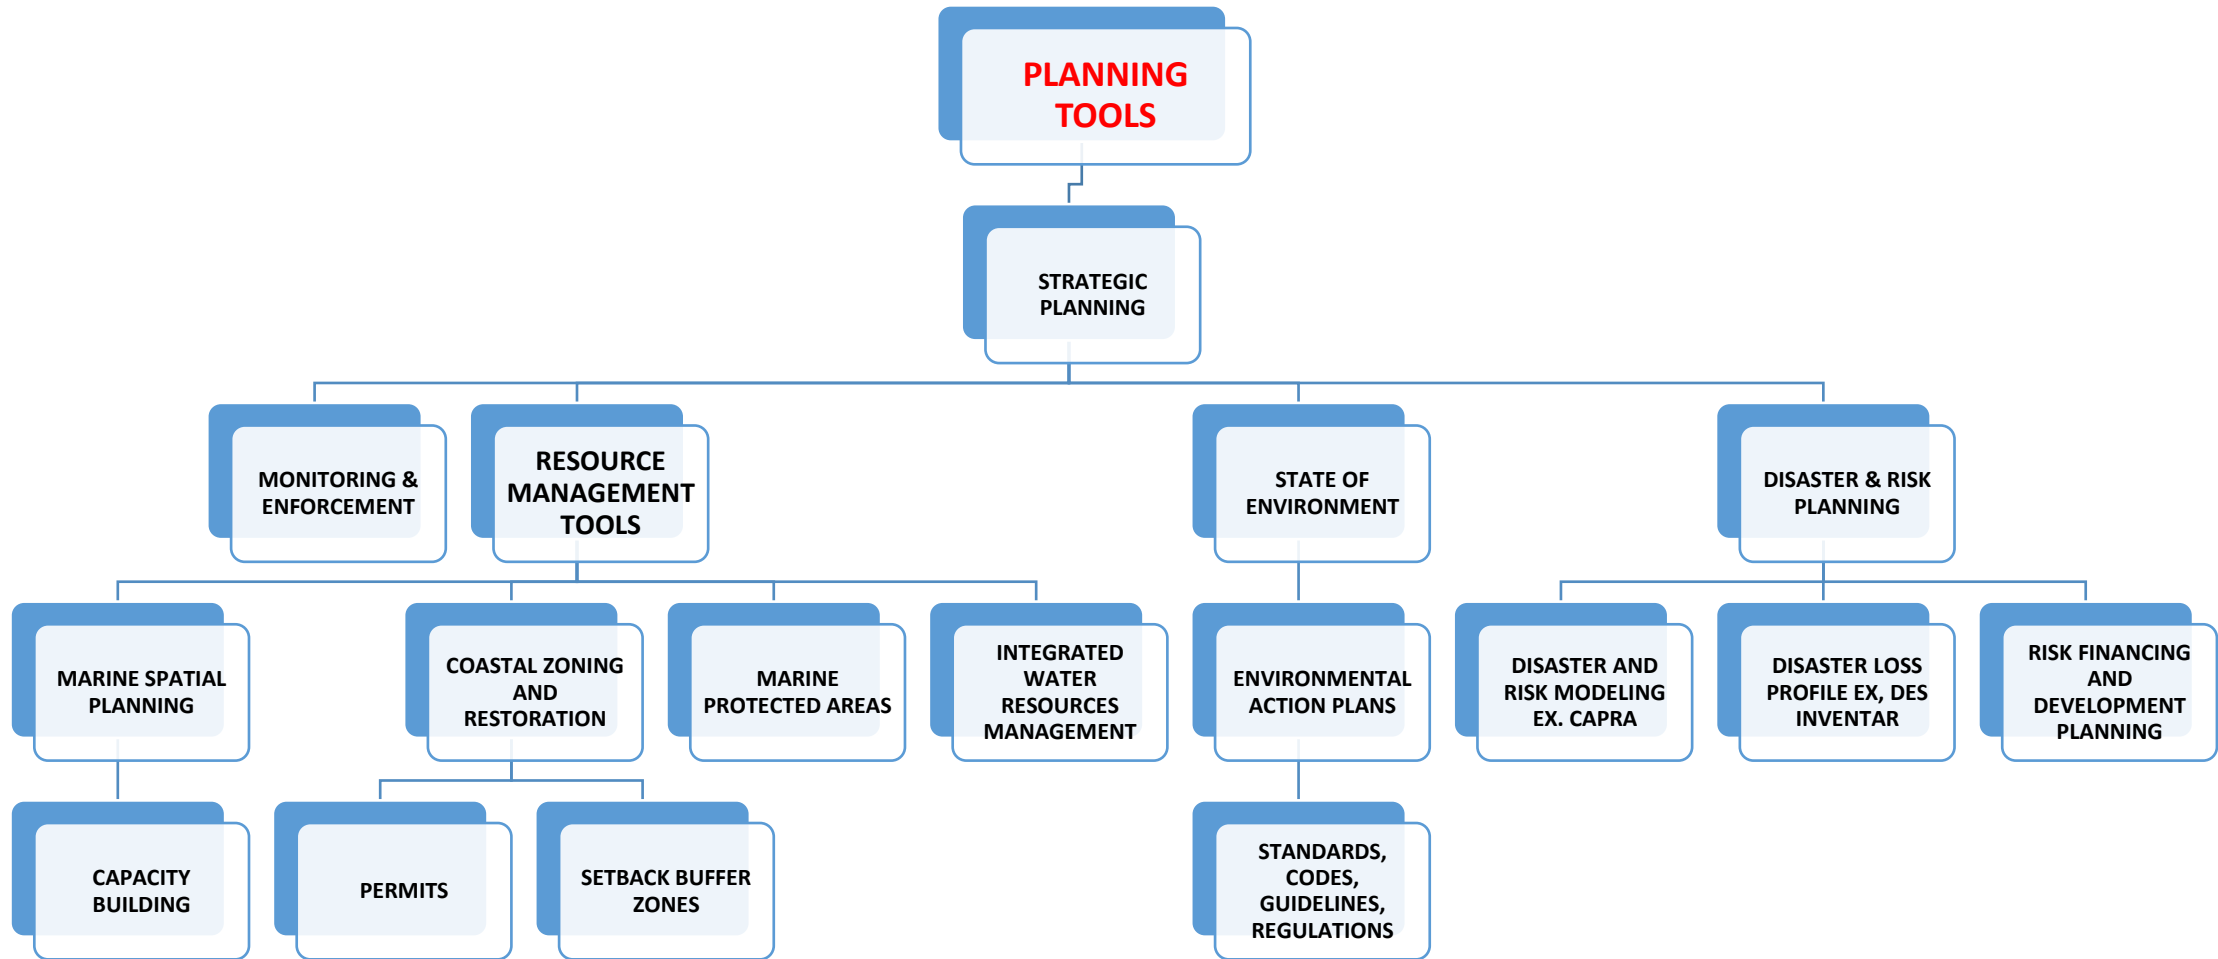 PLANNING
TOOLS
STRATEGIC
PLANNING
MONITORING &
ENFORCEMENT
RESOURCE
MANAGEMENT
TOOLS
STATE OF
ENVIRONMENT
DISASTER & RISK
PLANNING
MARINE SPATIAL
PLANNING
COASTAL ZONING
AND
RESTORATION
MARINE
PROTECTED AREAS
INTEGRATED
WATER
RESOURCES
MANAGEMENT
ENVIRONMENTAL
ACTION PLANS
DISASTER AND
RISK MODELING
EX. CAPRA
DISASTER LOSS
PROFILE EX, DES
INVENTAR
RISK FINANCING
AND
DEVELOPMENT
PLANNING
CAPACITY
BUILDING
PERMITS
SETBACK BUFFER
ZONES
STANDARDS,
CODES,
GUIDELINES,
REGULATIONS